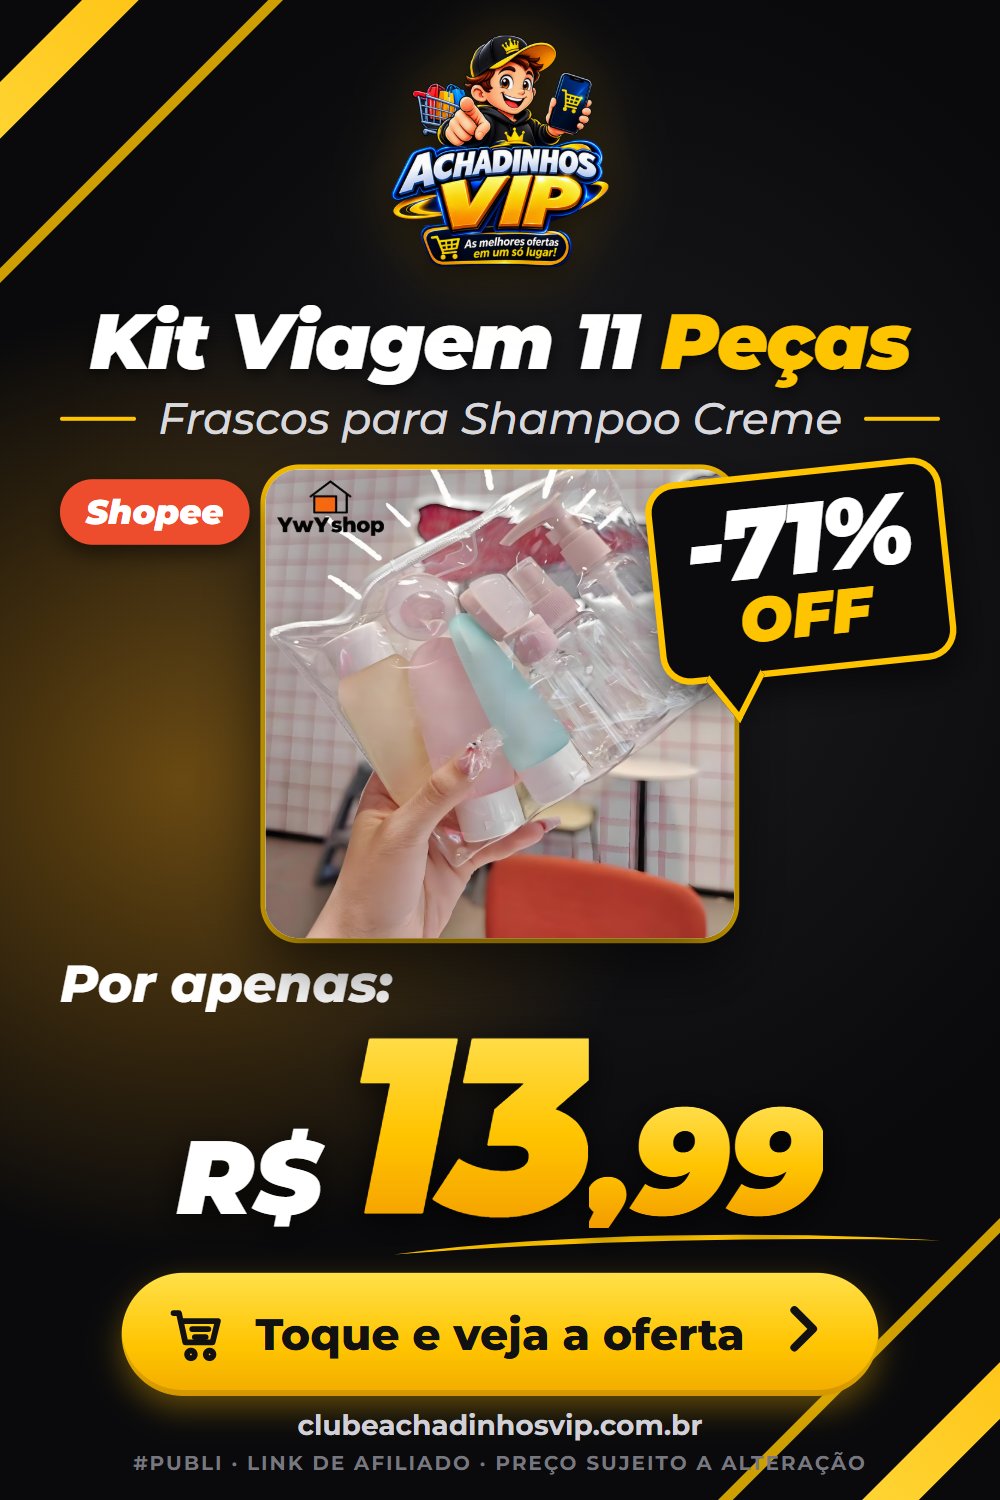 ACHADINHOS
VIP
As melhores ofertas
em um só lugar!
Kit Viagem 11 Peças
Frascos para Shampoo Creme
Shopee
YwYshop
-71%
OFF
Por apenas:
R$ 13,99
Toque e veja a oferta
clubeachadinhosvip.com.br
#PUBLI · LINK DE AFILIADO · PREÇO SUJEITO A ALTERAÇÃO